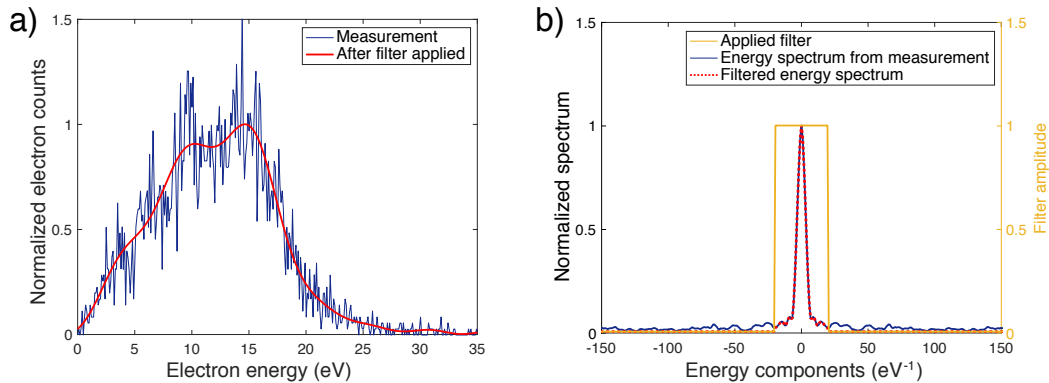 a)
Normalized electron counts
1.5
1
0.5
0
Measurement
After filter applied
0 5 10 15 20 25 30 35
Electron energy (eV)
b)
Normalized spectrum
1.5
1
0.5
0
Applied filter
Energy spectrum from measurement
Filtered energy spectrum
1.5
1
0.5
0
Filter amplitude
-150 -100 -50 0 50 100 150
Energy components (eV⁻¹)